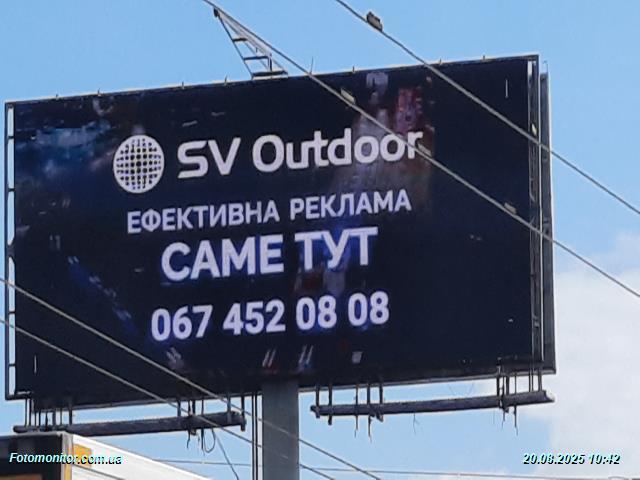 SV Outdoor
ЕФЕКТИВНА РЕКЛАМА
САМЕ ТУТ
067 452 08 08
Fotomonitor.com.ua
20.08.2025 10:42